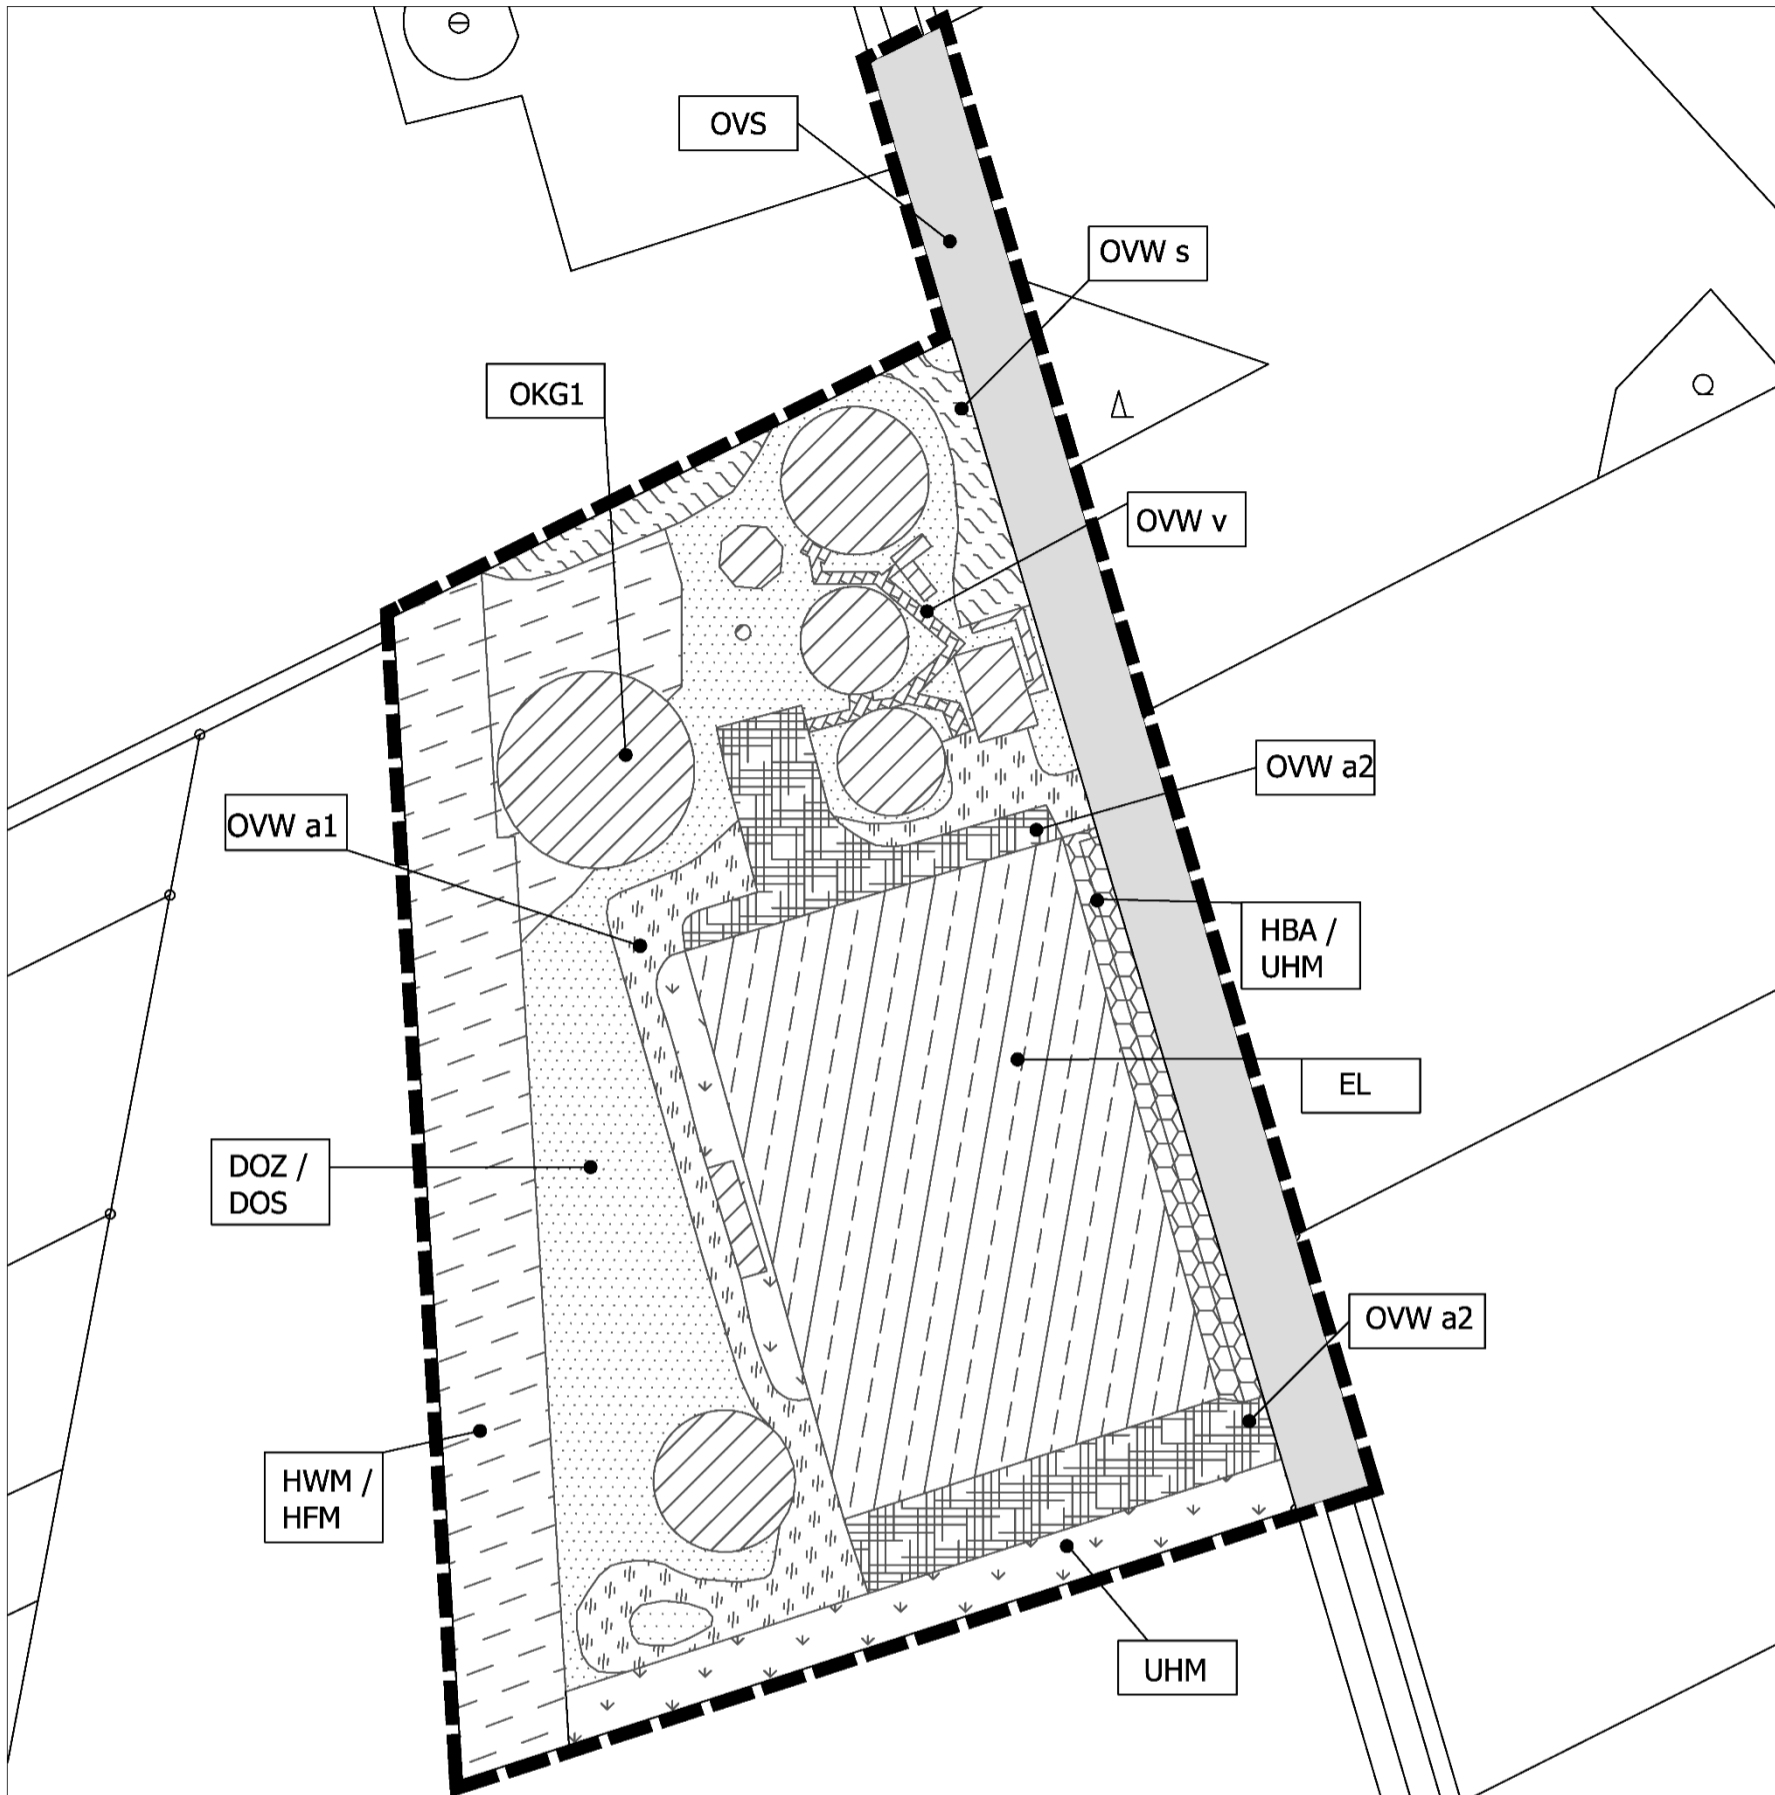 OVS
OVW s
OKG1
OVW v
OVW a2
OVW a1
HBA /
UHM
EL
DOZ /
DOS
OVW a2
HWM /
HFM
UHM